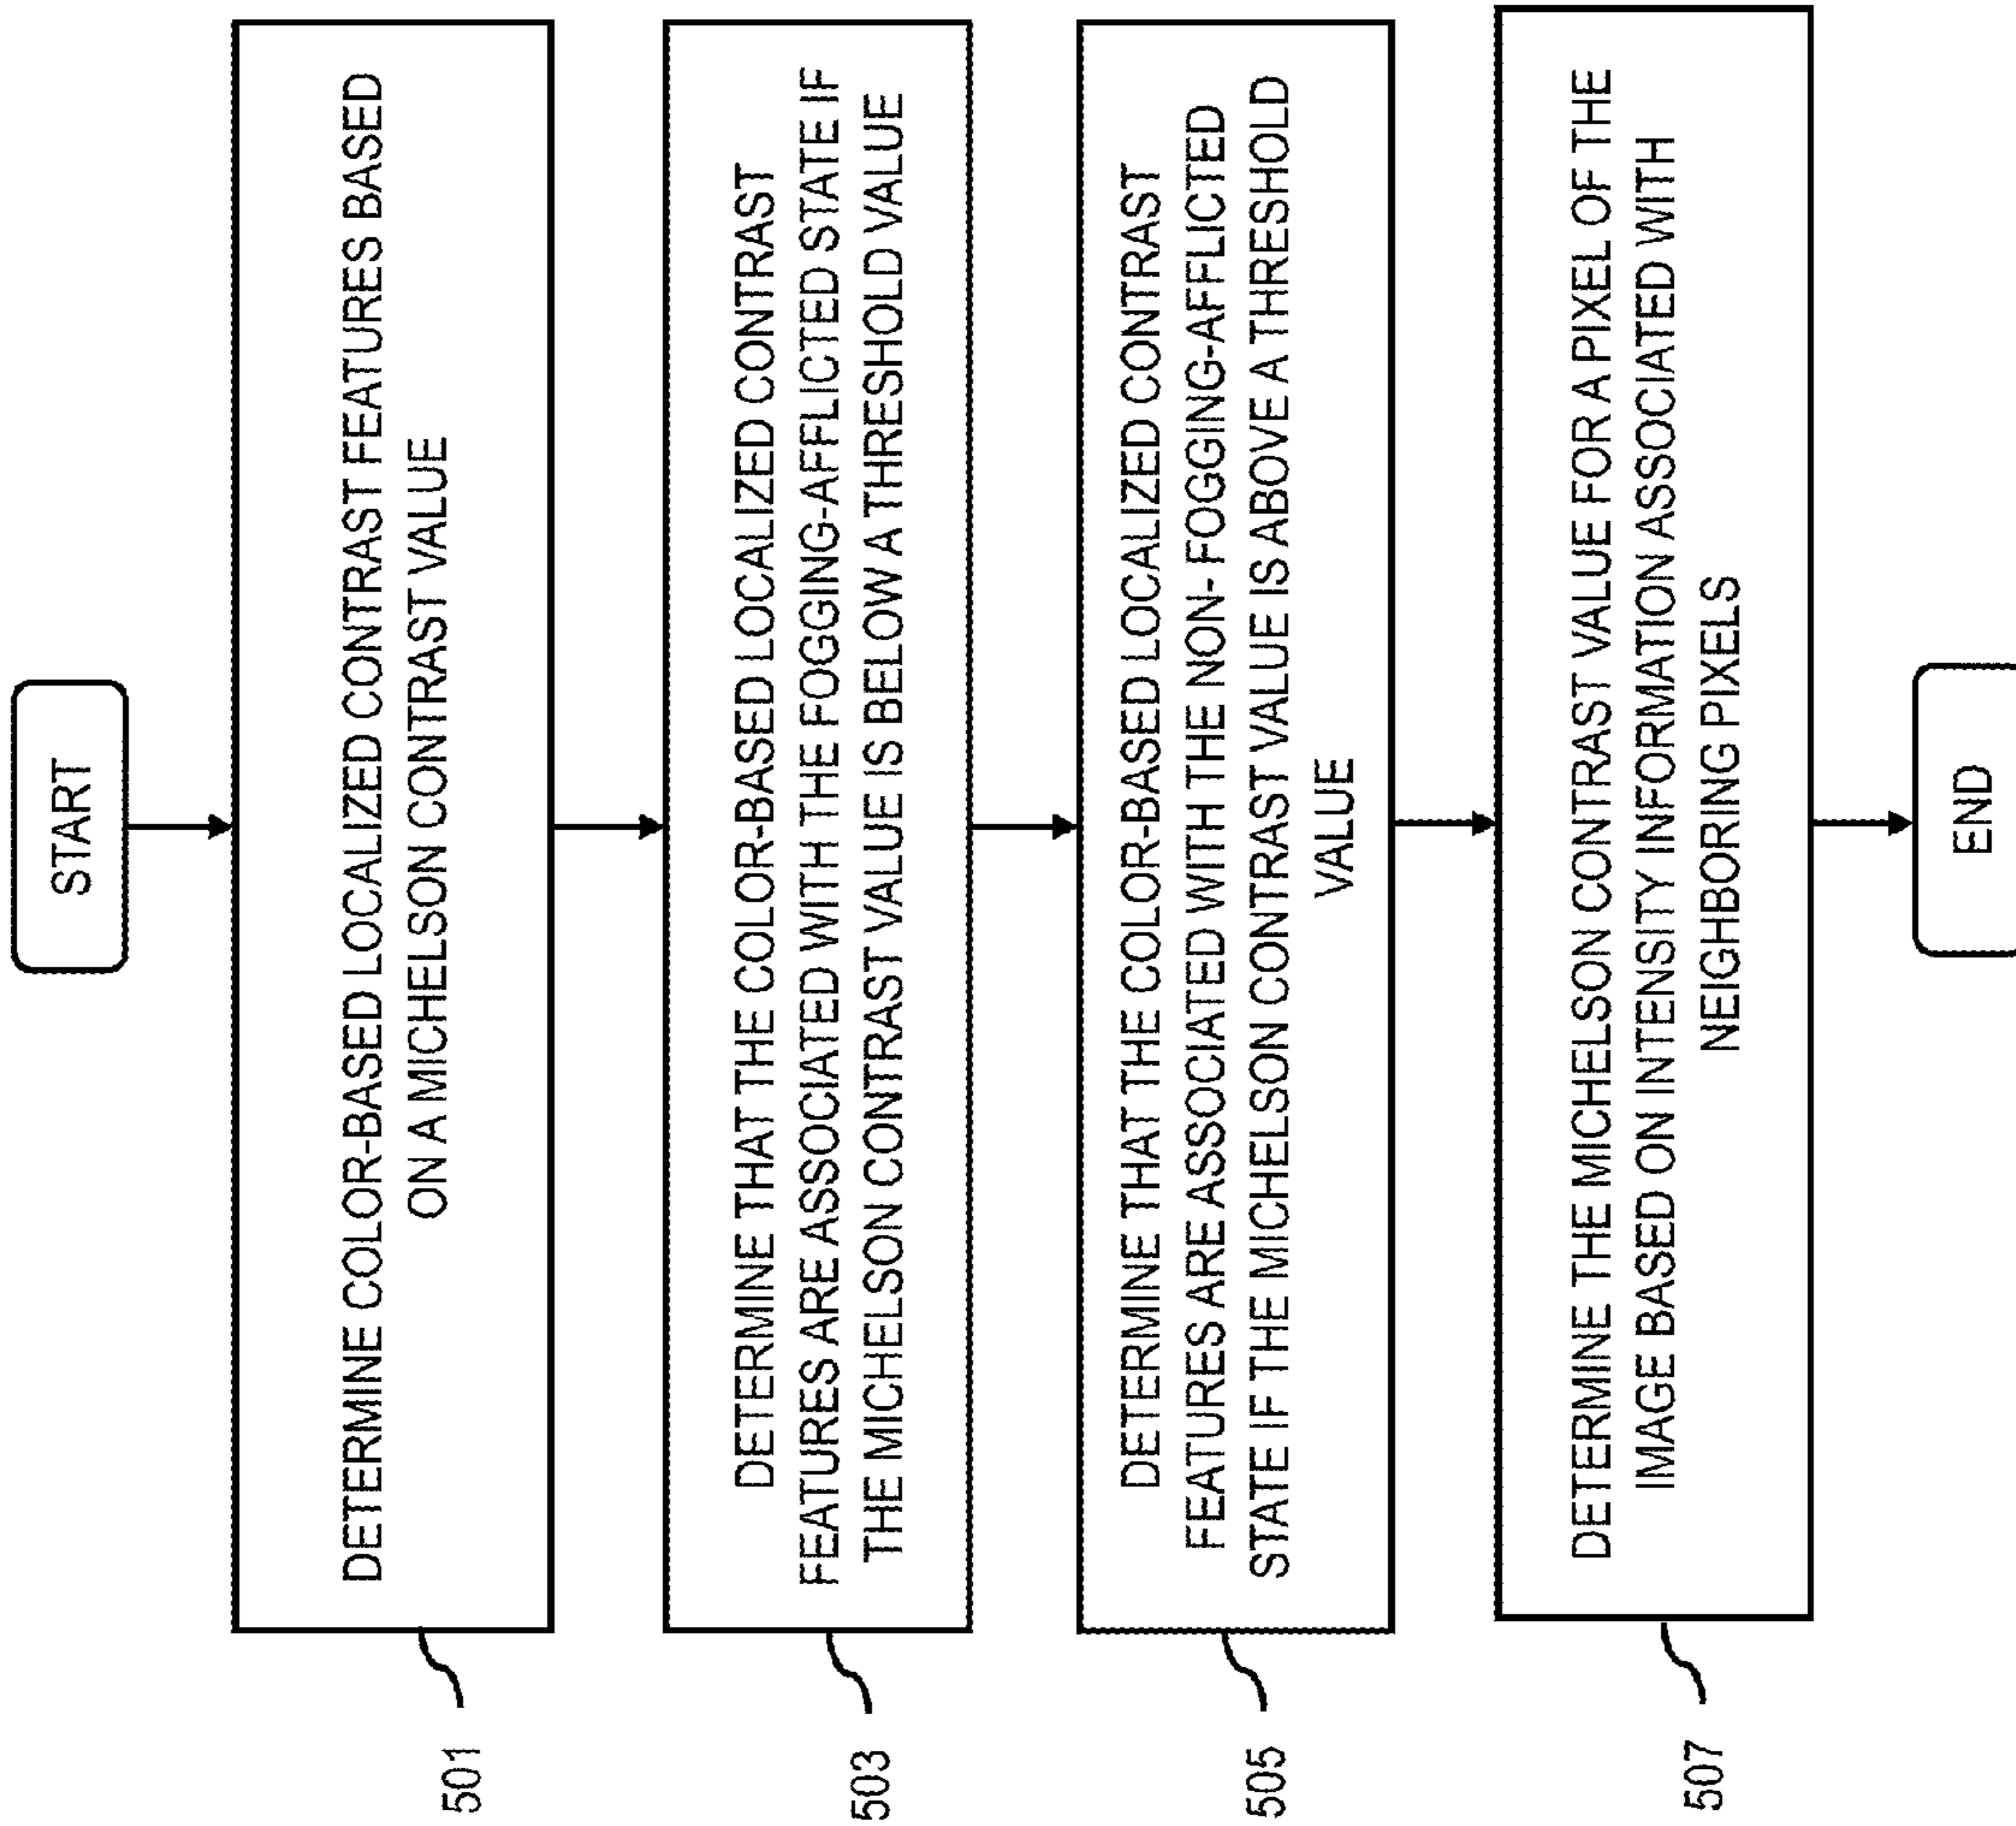 START
DETERMINE COLOR-BASED LOCALIZED CONTRAST FEATURES BASED
ON A MICHELSON CONTRAST VALUE
501
DETERMINE THAT THE COLOR-BASED LOCALIZED CONTRAST
FEATURES ARE ASSOCIATED WITH THE FOGGING-AFFLICTED STATE IF
THE MICHELSON CONTRAST VALUE IS BELOW A THRESHOLD VALUE
503
DETERMINE THAT THE COLOR-BASED LOCALIZED CONTRAST
FEATURES ARE ASSOCIATED WITH THE NON- FOGGING-AFFLICTED
STATE IF THE MICHELSON CONTRAST VALUE IS ABOVE A THRESHOLD
VALUE
505
DETERMINE THE MICHELSON CONTRAST VALUE FOR A PIXEL OF THE
IMAGE BASED ON INTENSITY INFORMATION ASSOCIATED WITH
NEIGHBORING PIXELS
507
END